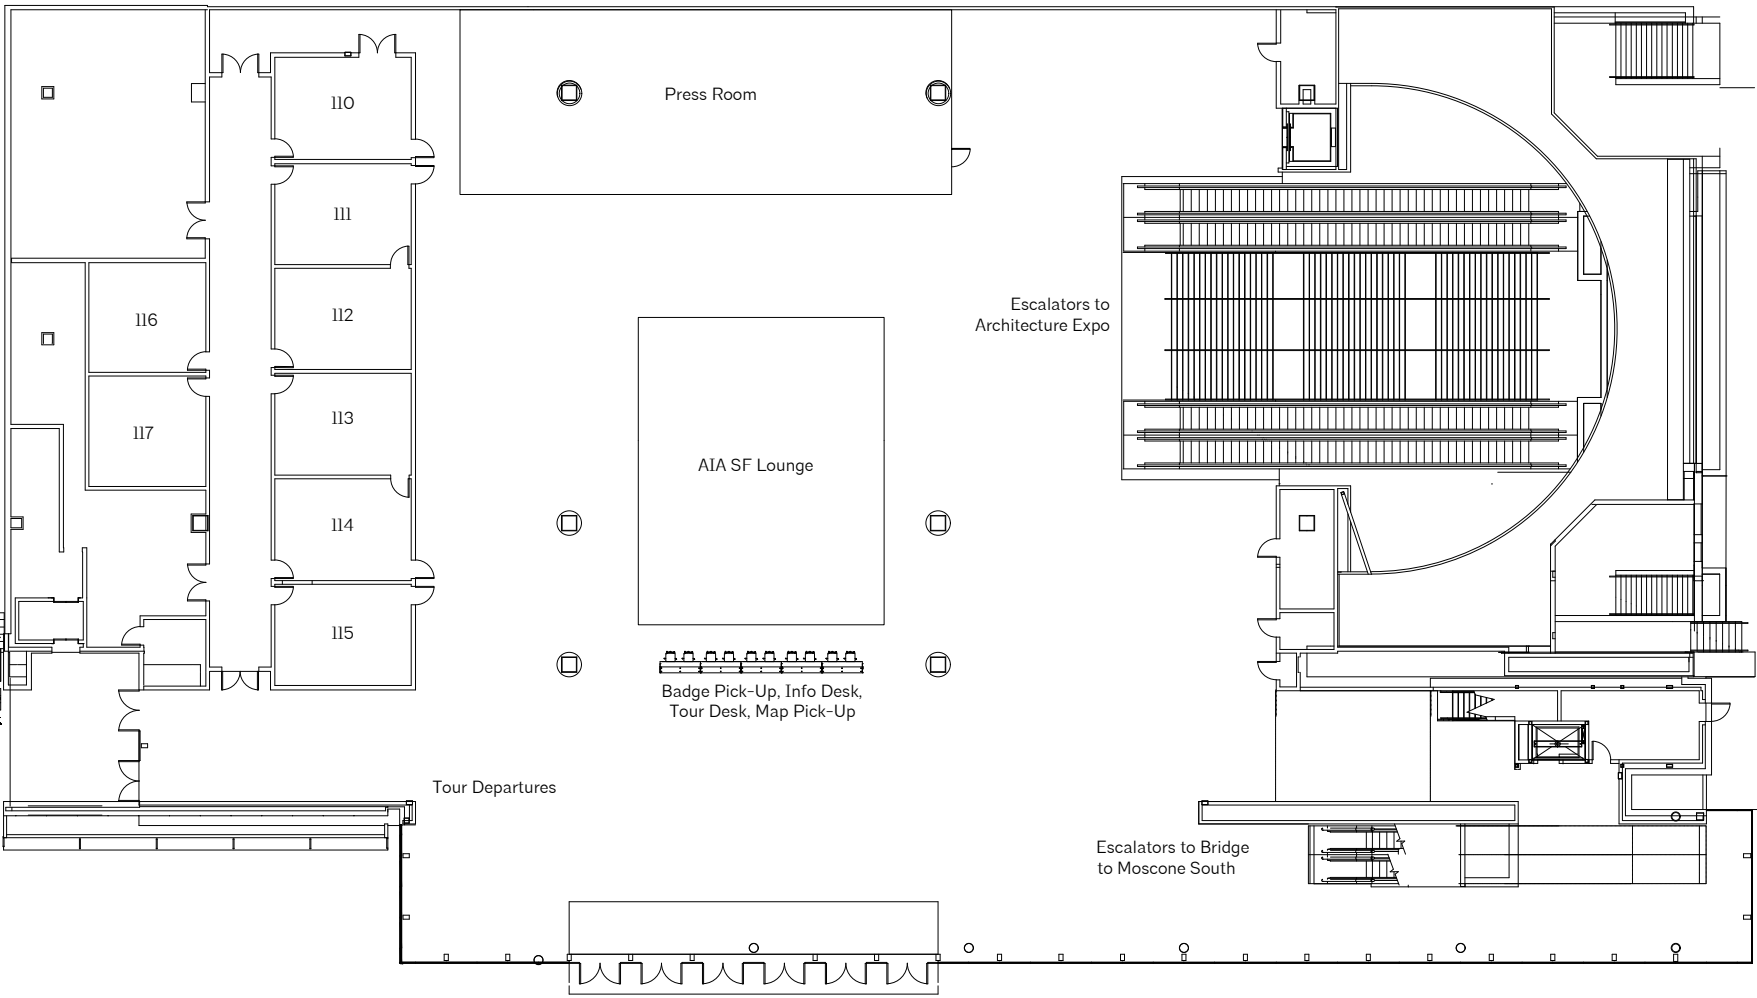 Press Room
110
111
112
113
114
115
116
117
Escalators to
Architecture Expo
AIA SF Lounge
Badge Pick-Up, Info Desk,
Tour Desk, Map Pick-Up
Tour Departures
Escalators to Bridge
to Moscone South